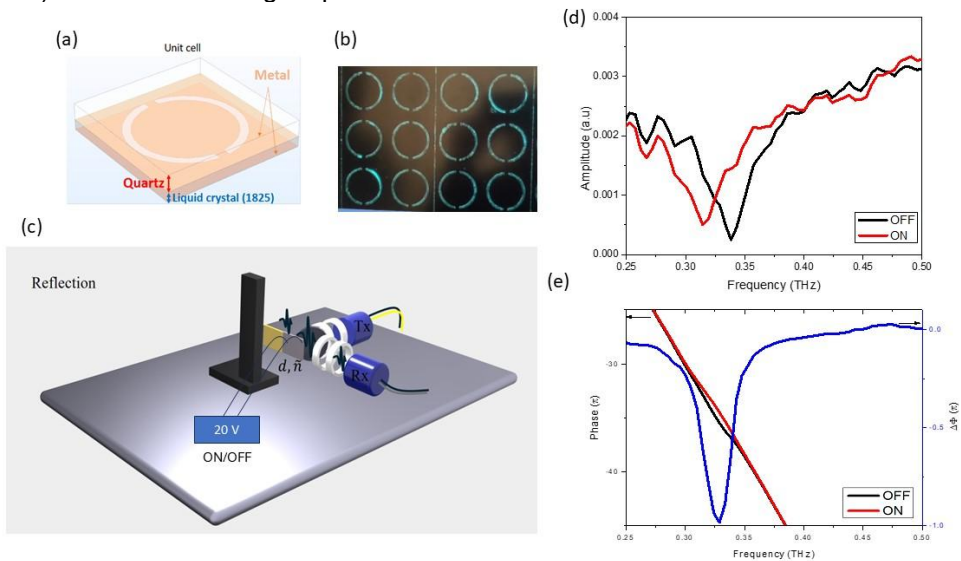 (a)
Unit cell
Metal
Quartz
Liquid crystal (1825)
(b)
(c)
Reflection
Tx
Rx
d, ñ
20 V
ON/OFF
(d)
0.004
0.003
0.002
0.001
0.000
Amplitude (a.u)
0.25 0.30 0.35 0.40 0.45 0.50
Frequency (THz)
OFF
ON
(e)
-30
-35
-40
Phase (π)
0.0
-0.5
-1.0
ΔΦ (π)
0.25 0.30 0.35 0.40 0.45 0.50
Frequency (THz)
OFF
ON